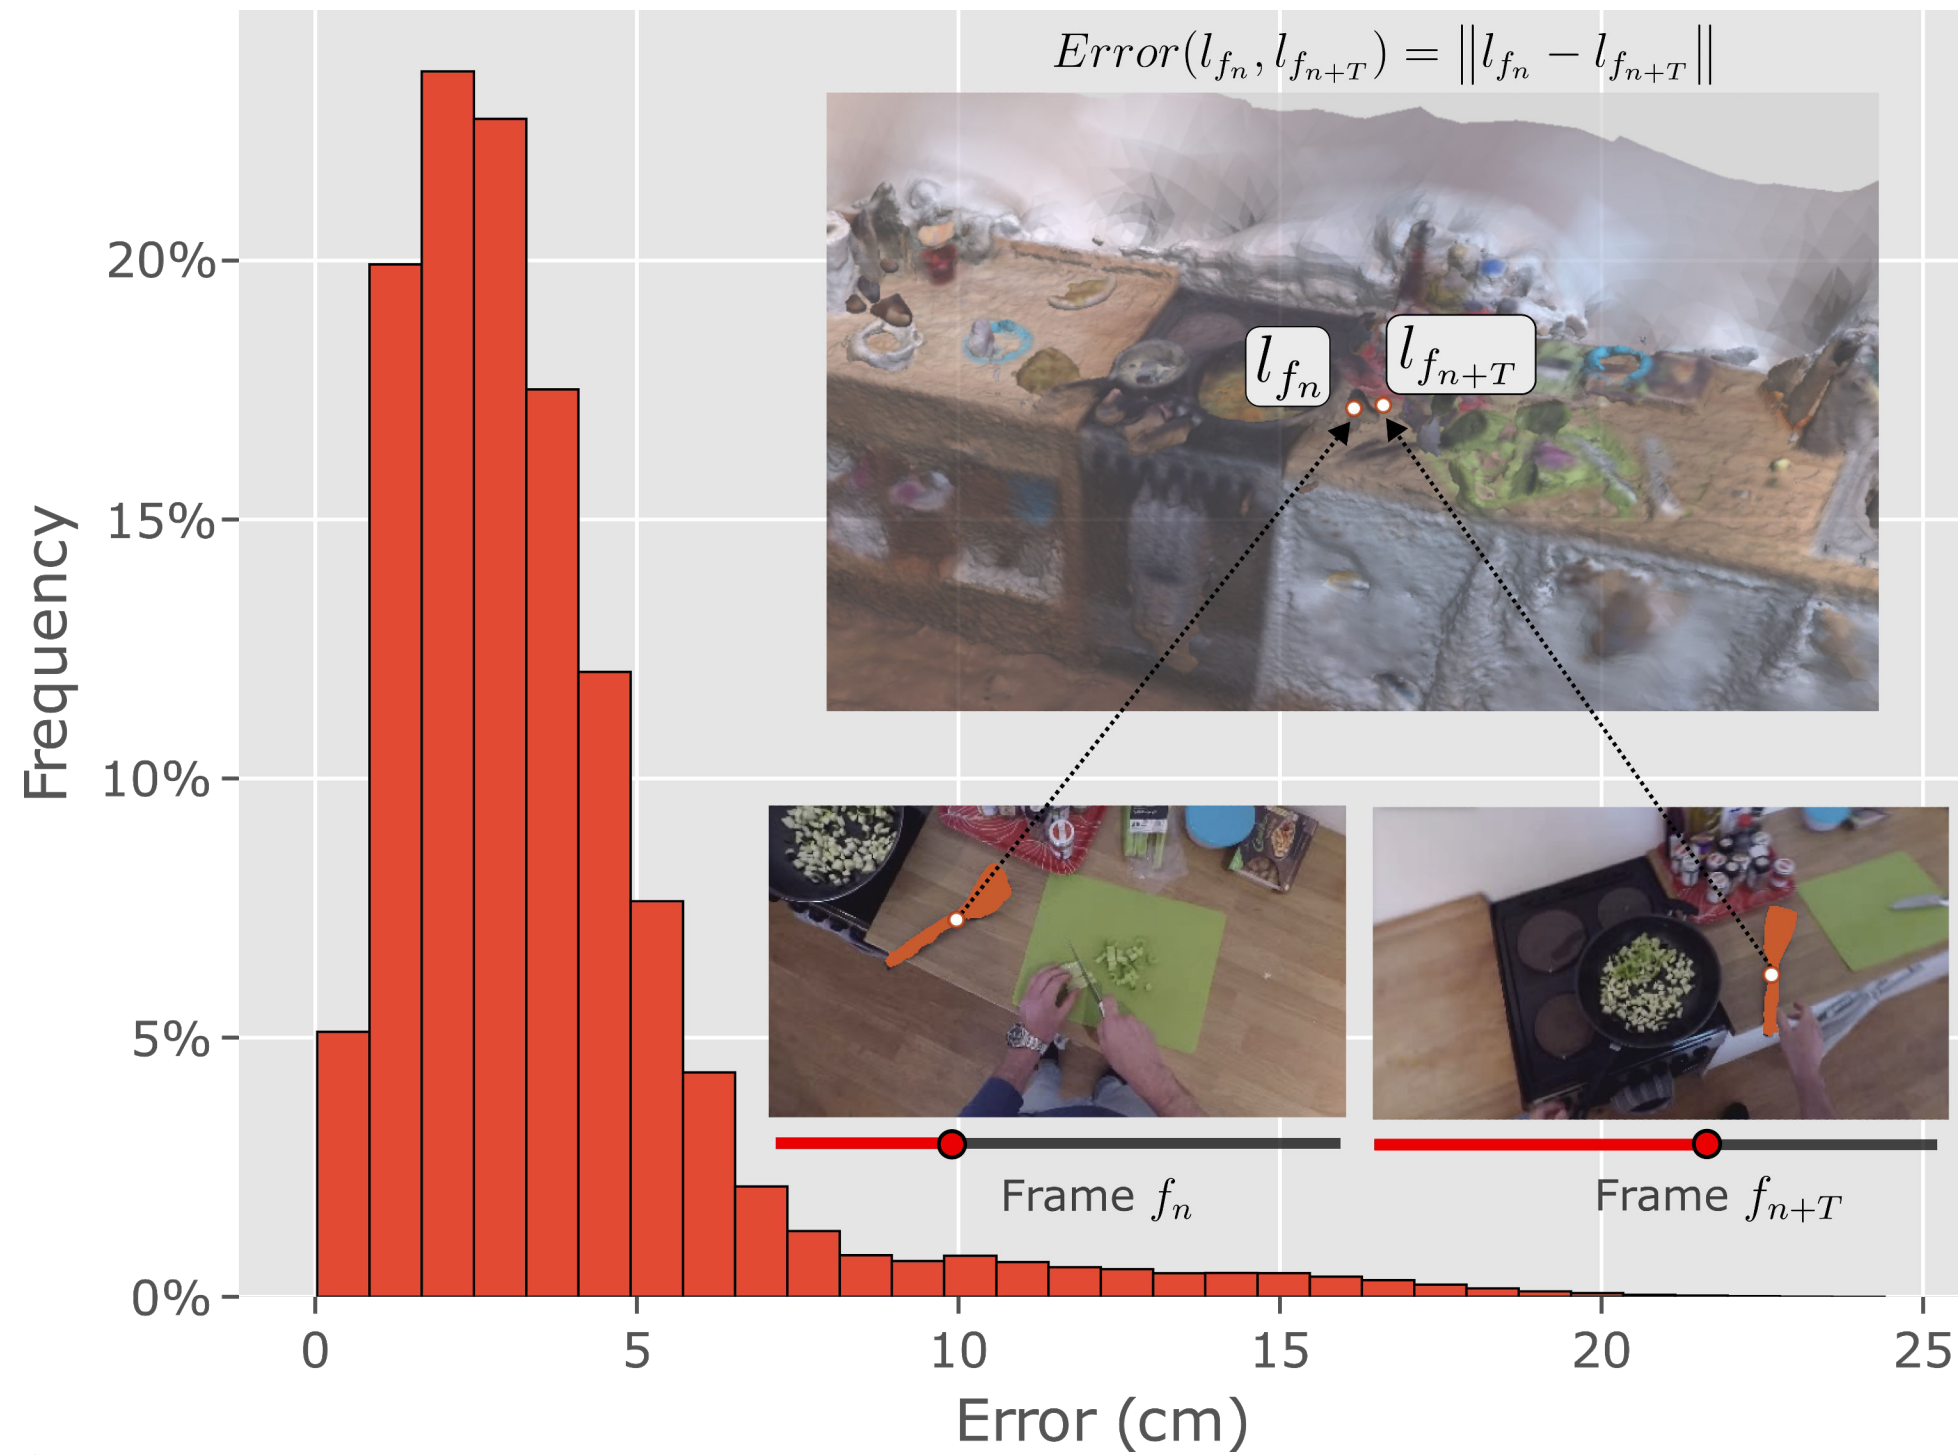 Error(l_{f_n}, l_{f_{n+T}}) = ||l_{f_n} − l_{f_{n+T}}||
l_{f_n}
l_{f_{n+T}}
Frequency
20%
15%
10%
5%
0%
Frame f_n
Frame f_{n+T}
0 5 10 15 20 25
Error (cm)